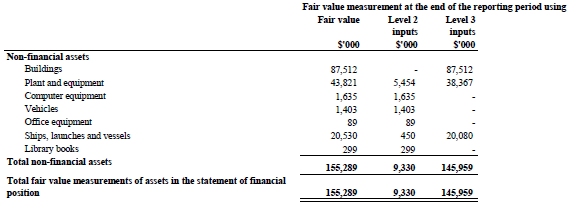 Fair value measurement at the end of the reporting period using
Fair value Level 2 Level 3
inputs inputs
$'000 $'000 $'000
Non-financial assets
Buildings 87,512 - 87,512
Plant and equipment 43,821 5,454 38,367
Computer equipment 1,635 1,635 -
Vehicles 1,403 1,403 -
Office equipment 89 89 -
Ships, launches and vessels 20,530 450 20,080
Library books 299 299 -
Total non-financial assets 155,289 9,330 145,959
Total fair value measurements of assets in the statement of financial
position 155,289 9,330 145,959